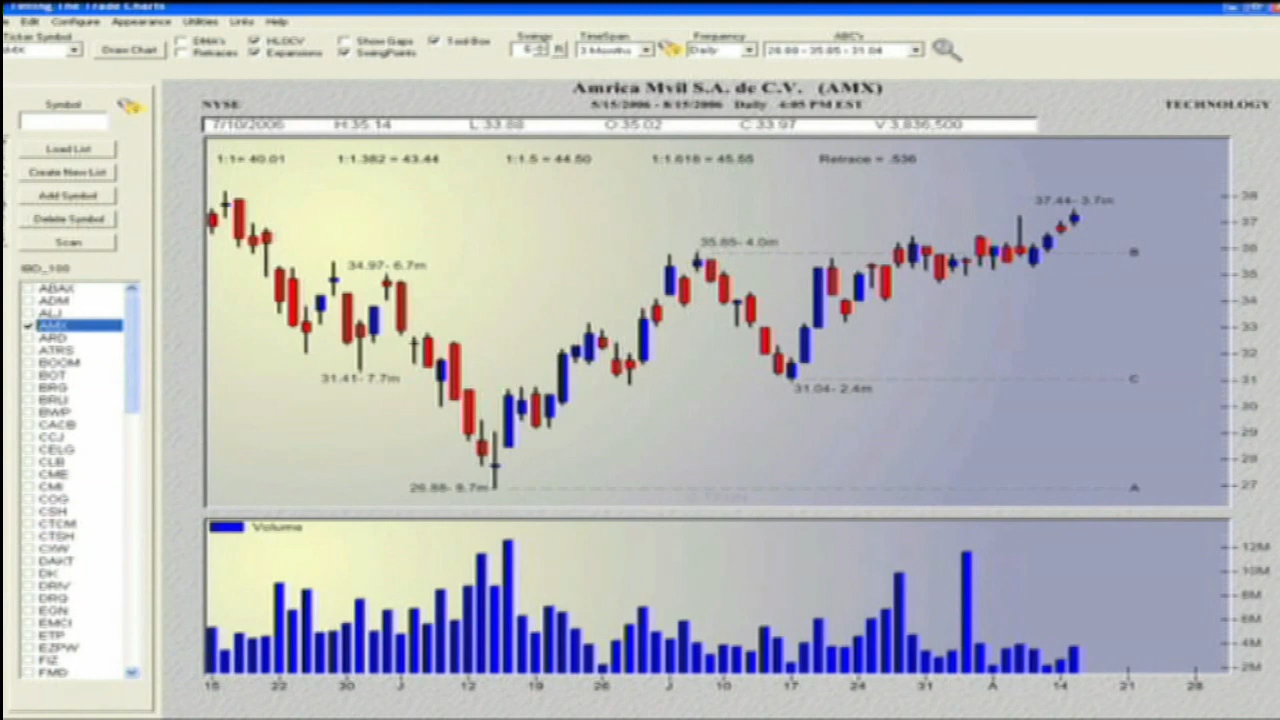 Timing The Trade Charts
Edit Configure Appearance Utilities Links Help
Ticker Symbol
AMX
Draw Chart
DMA's
HLOCV
Show Gaps
Tool Box
Retraces
Expansions
SwingPoints
Swings
6
TimeSpan
3 Months
Frequency
Daily
ABC's
26.88 - 35.85 - 31.04
Symbol
Load List
Create New List
Add Symbol
Delete Symbol
Scan
IBD_100
ABAX
ADM
ALJ
AMX
ARD
ATRS
BOOM
BOT
BRG
BRLI
BWP
CACB
CCJ
CELG
CLB
CME
CMI
COG
CSH
CTCM
CTSH
CXW
DAKT
DK
DRIV
DRQ
EGN
EMCI
ETP
EZPW
FIZ
FMD
Amrica Mvil S.A. de C.V. (AMX)
NYSE
5/15/2006 - 8/15/2006 Daily 4:05 PM EST
TECHNOLOGY
7/10/2006 H:35.14 L:33.88 O:35.02 C:33.97 V:3,836,500
1:1= 40.01 1:1.382 = 43.44 1:1.5 = 44.50 1:1.618 = 45.55 Retrace = .536
37.44- 3.7m
35.85- 4.0m
34.97- 6.7m
31.41- 7.7m
31.04- 2.4m
26.88- 8.7m
B
C
A
38
37
36
35
34
33
32
31
30
29
28
27
Volume
12M
10M
8M
6M
4M
2M
15 22 30 J 12 19 26 J 10 17 24 31 A 14 21 28